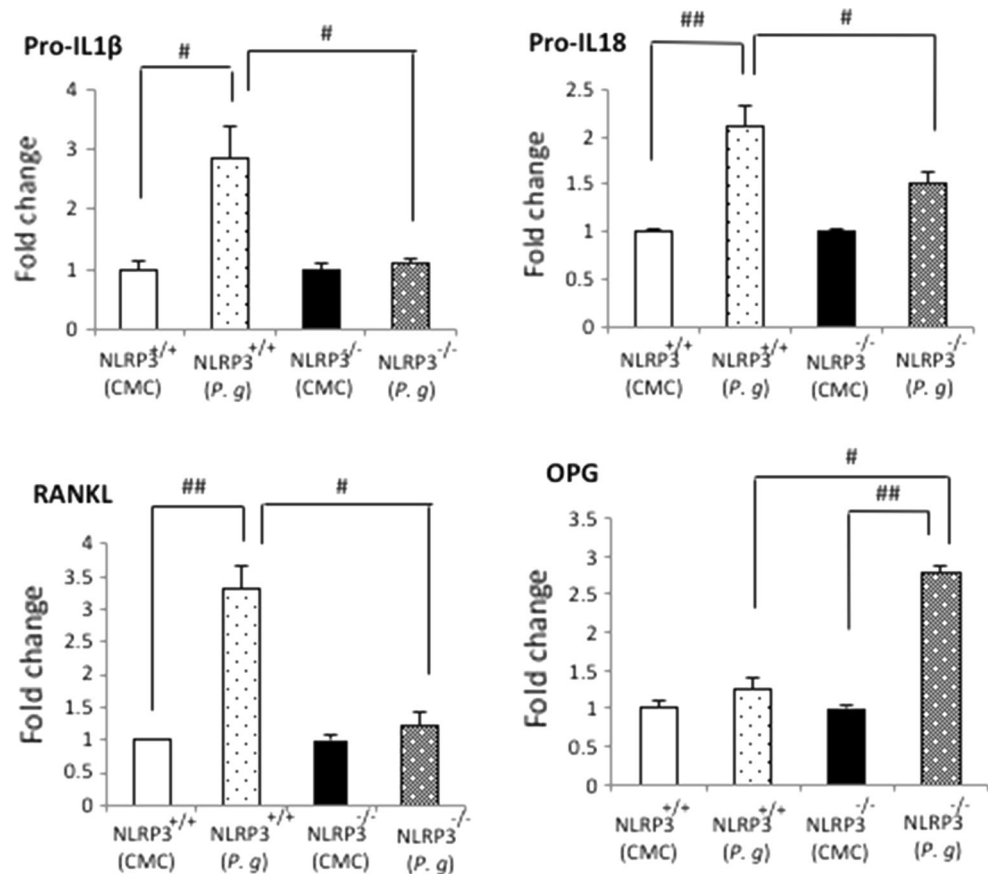 Pro-IL1β
#
#
Fold change
4
3
2
1
0
NLRP3+/+ NLRP3+/+ NLRP3/- NLRP3-/-
(CMC) (P. g) (CMC) (P. g)
Pro-IL18
##
#
Fold change
2.5
2
1.5
1
0.5
0
NLRP3+/+ NLRP3+/+ NLRP3-/- NLRP3-/-
(CMC) (P. g) (CMC) (P. g)
RANKL
##
#
Fold change
4
3.5
3
2.5
2
1.5
1
0.5
0
NLRP3+/+ NLRP3+/+ NLRP3-/- NLRP3-/-
(CMC) (P. g) (CMC) (P. g)
OPG
#
##
Fold change
3.5
3
2.5
2
1.5
1
0.5
0
NLRP3+/+ NLRP3+/+ NLRP3-/- NLRP3-/-
(CMC) (P. g) (CMC) (P. g)